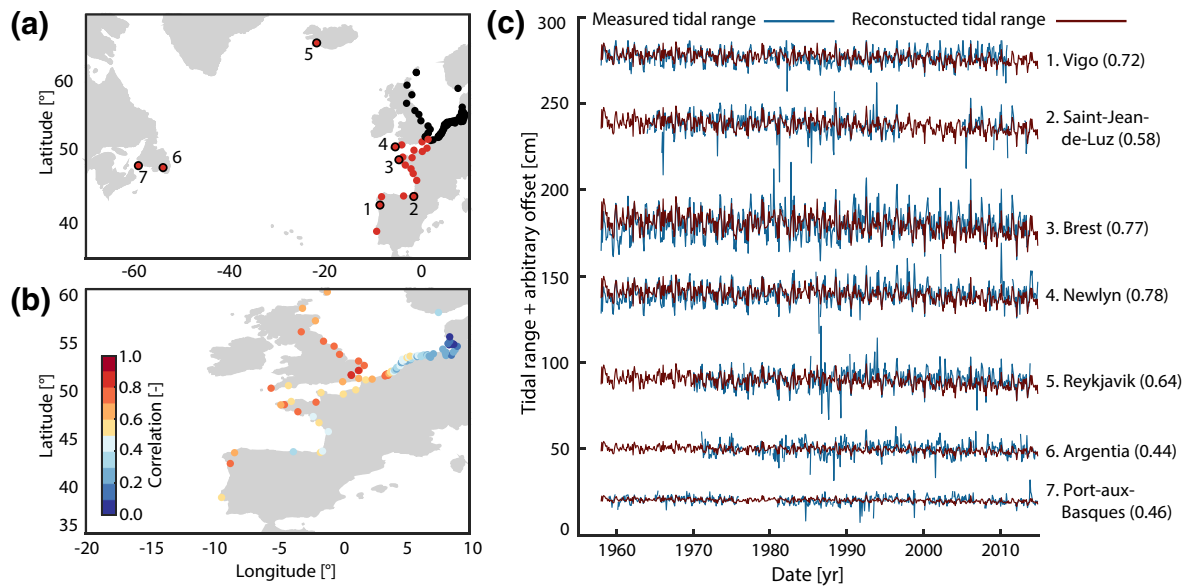 (a)
Latitude [°]
60
50
40
-60
-40
-20
0
1
2
3
4
5
6
7
(b)
Latitude [°]
60
55
50
45
40
35
-20
-15
-10
-5
0
5
10
Longitude [°]
1.0
0.8
0.6
0.4
0.2
0.0
Correlation [-]
(c)
Measured tidal range
Reconstucted tidal range
Tidal range + arbitrary offset [cm]
300
250
200
150
100
50
0
1960
1970
1980
1990
2000
2010
Date [yr]
1. Vigo (0.72)
2. Saint-Jean-
de-Luz (0.58)
3. Brest (0.77)
4. Newlyn (0.78)
5. Reykjavik (0.64)
6. Argentia (0.44)
7. Port-aux-
Basques (0.46)